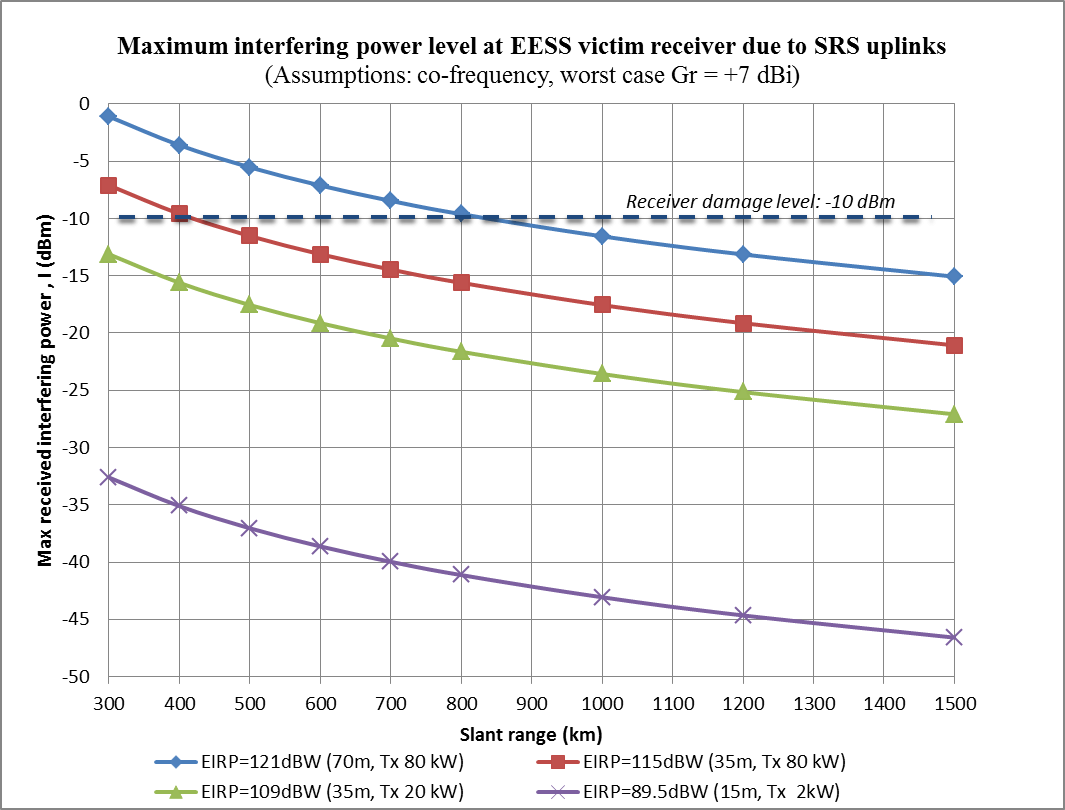 Maximum interfering power level at EESS victim receiver due to SRS uplinks
(Assumptions: co-frequency, worst case Gr = +7 dBi)
0
-5
-10
-15
-20
-25
-30
-35
-40
-45
-50
Max received interfering power , I (dBm)
Receiver damage level: -10 dBm
300 400 500 600 700 800 900 1000 1100 1200 1300 1400 1500
Slant range (km)
EIRP=121dBW (70m, Tx 80 kW) EIRP=115dBW (35m, Tx 80 kW)
EIRP=109dBW (35m, Tx 20 kW) EIRP=89.5dBW (15m, Tx  2kW)